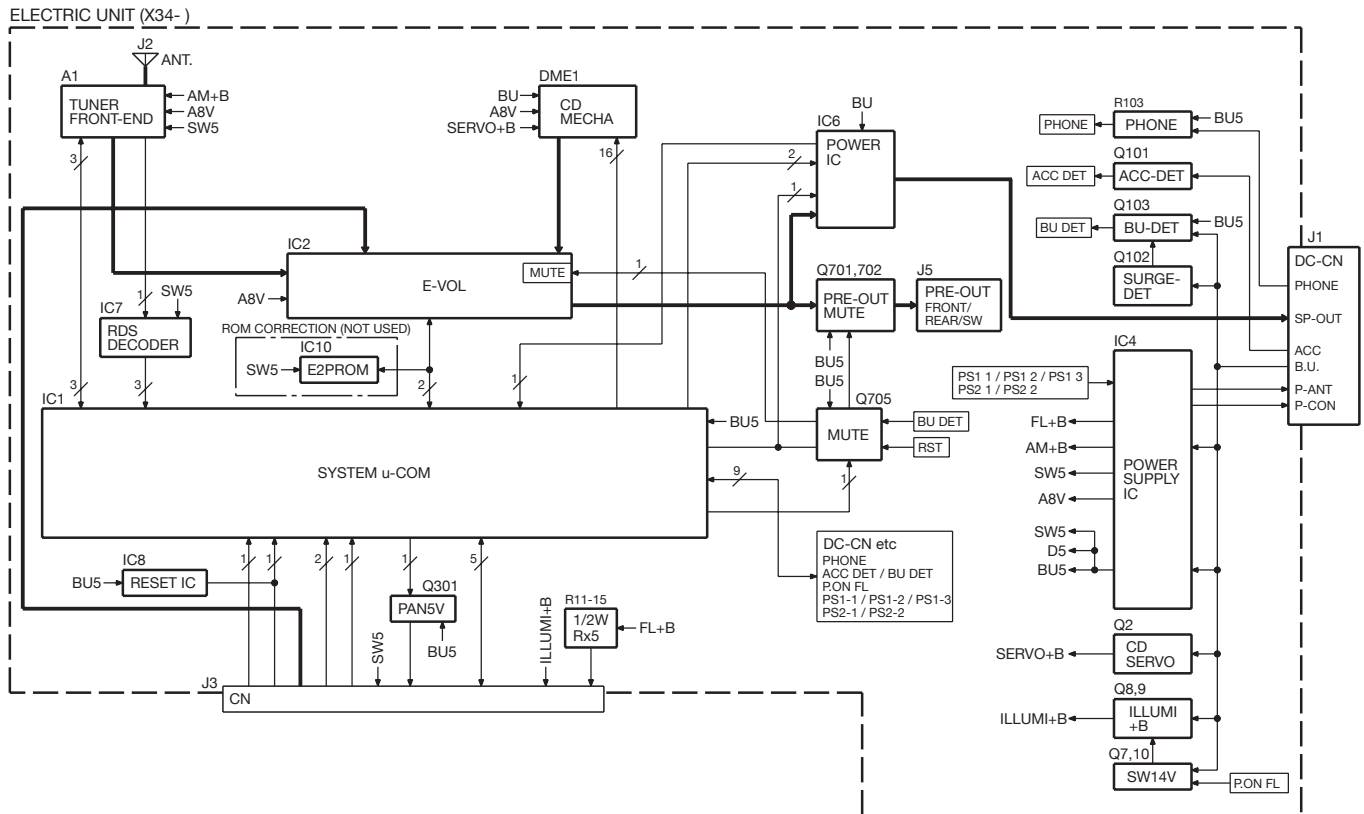 ELECTRIC UNIT (X34- )
J2
ANT.
A1
TUNER
FRONT-END
AM+B
A8V
SW5
DME1
BU
A8V
SERVO+B
CD
MECHA
BU
IC6
POWER
IC
R103
PHONE
PHONE
BU5
Q101
ACC DET
ACC-DET
Q103
BU DET
BU-DET
BU5
Q102
SURGE-
DET
J1
DC-CN
PHONE
SP-OUT
ACC
B.U.
P-ANT
P-CON
3
16
2
1
IC2
E-VOL
MUTE
1
A8V
Q701,702
PRE-OUT
MUTE
J5
PRE-OUT
FRONT/
REAR/SW
1
SW5
IC7
RDS
DECODER
ROM CORRECTION (NOT USED)
IC10
SW5
E2PROM
BU5
BU5
IC4
PS1 1 / PS1 2 / PS1 3
PS2 1 / PS2 2
FL+B
AM+B
SW5
A8V
SW5
D5
BU5
POWER
SUPPLY
IC
3
3
2
1
IC1
SYSTEM u-COM
BU5
Q705
MUTE
BU DET
RST
9
1
DC-CN etc
PHONE
ACC DET / BU DET
P.ON FL
PS1-1 / PS1-2 / PS1-3
PS2-1 / PS2-2
IC8
BU5
RESET IC
1
1
2
1
1
5
Q301
PAN5V
BU5
SW5
ILLUMI+B
R11-15
1/2W
Rx5
FL+B
Q2
SERVO+B
CD
SERVO
Q8,9
ILLUMI+B
ILLUMI
+B
Q7,10
SW14V
P.ON FL
J3
CN